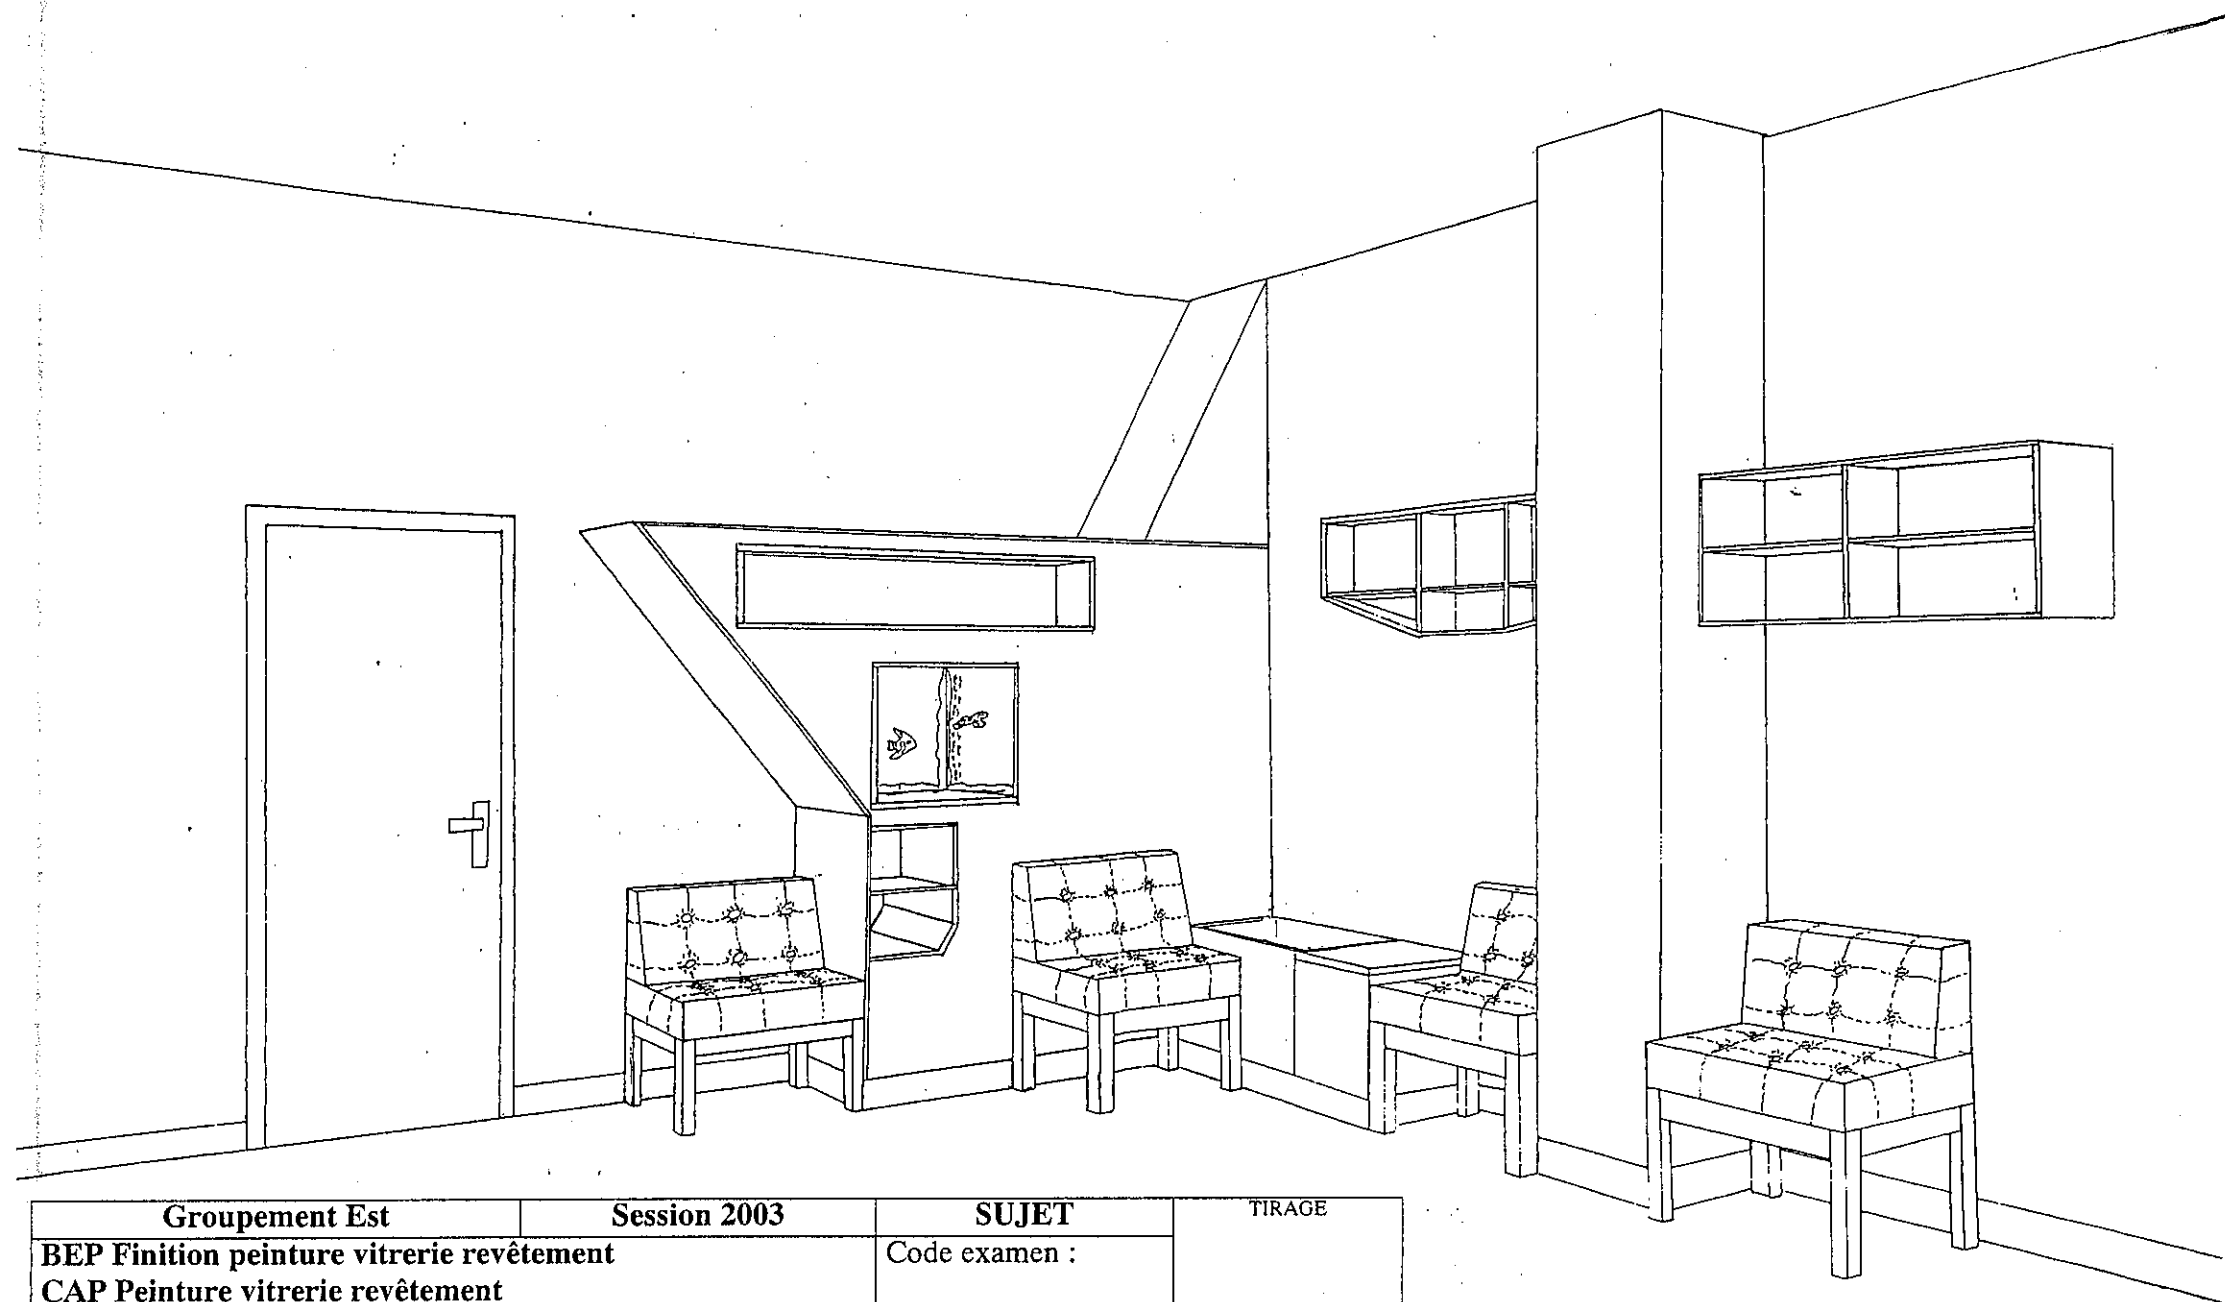 Groupement Est Session 2003 SUJET TIRAGE
BEP Finition peinture vitrerie revêtement Code examen :
CAP Peinture vitrerie revêtement